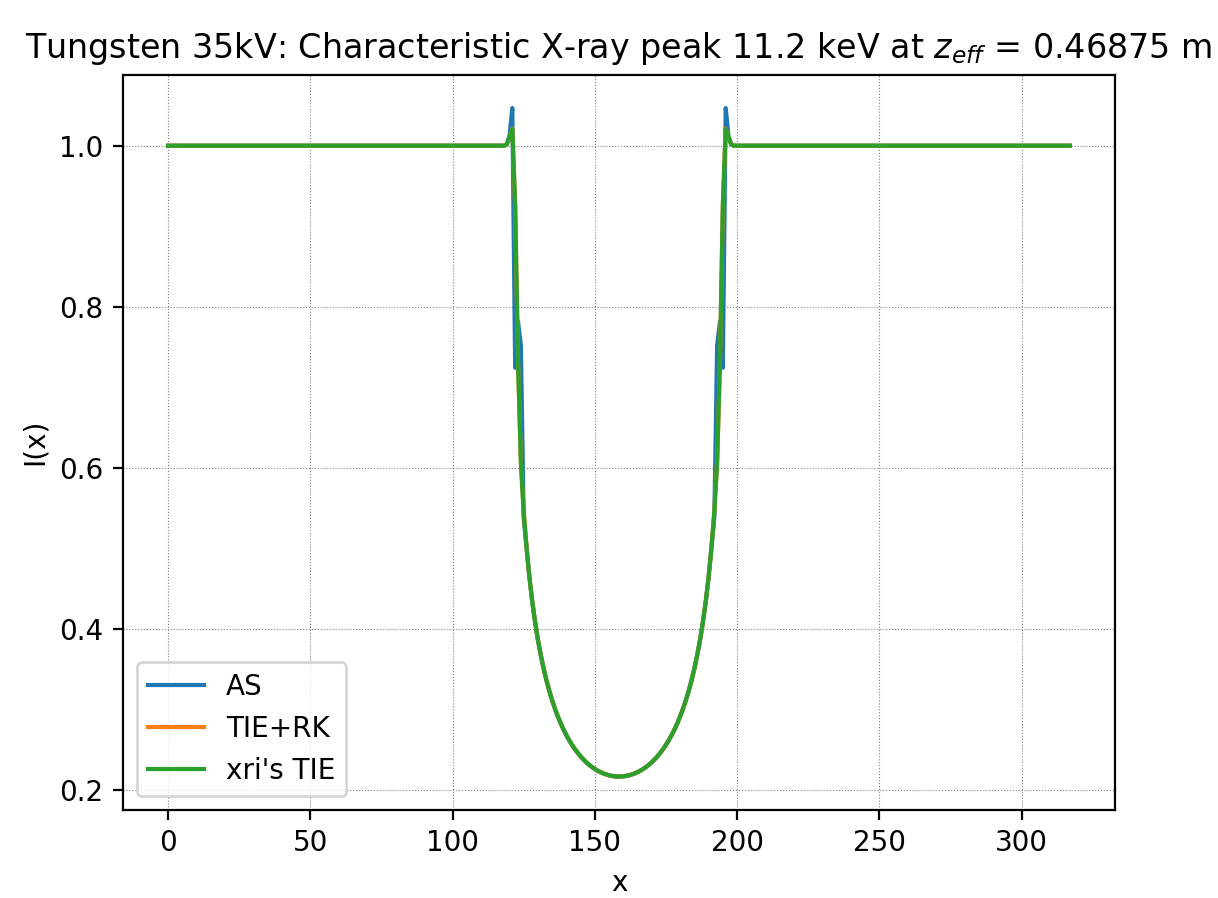 Tungsten 35kV: Characteristic X-ray peak 11.2 keV at z_eff = 0.46875 m
1.0
0.8
0.6
0.4
0.2
I(x)
AS
TIE+RK
xri's TIE
0 50 100 150 200 250 300
x